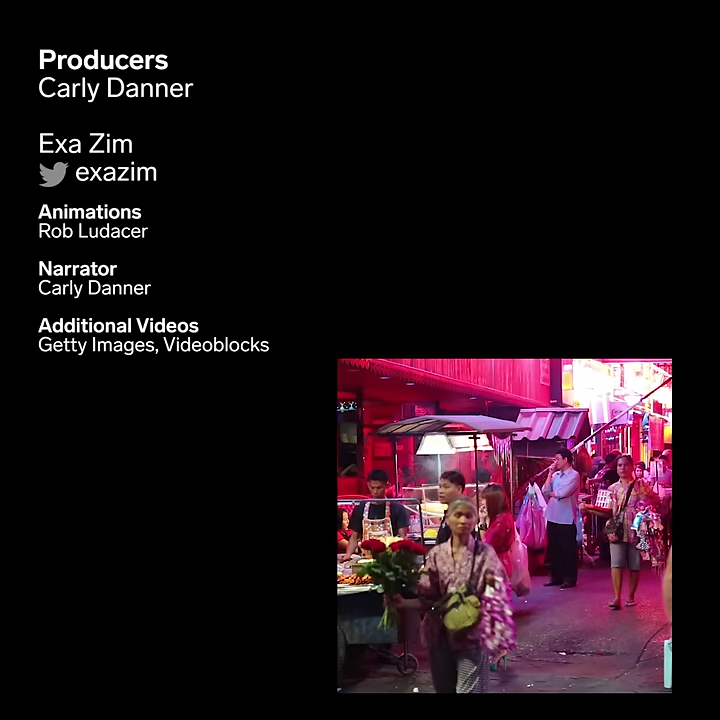 Producers
Carly Danner
Exa Zim
exazim
Animations
Rob Ludacer
Narrator
Carly Danner
Additional Videos
Getty Images, Videoblocks